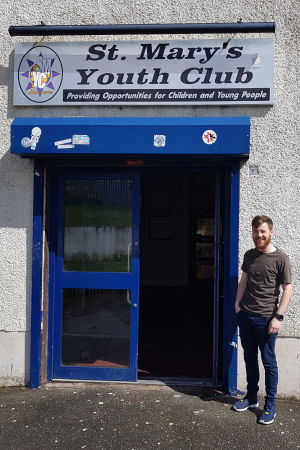 St. Mary's
Youth Club
Providing Opportunities for Children and Young People